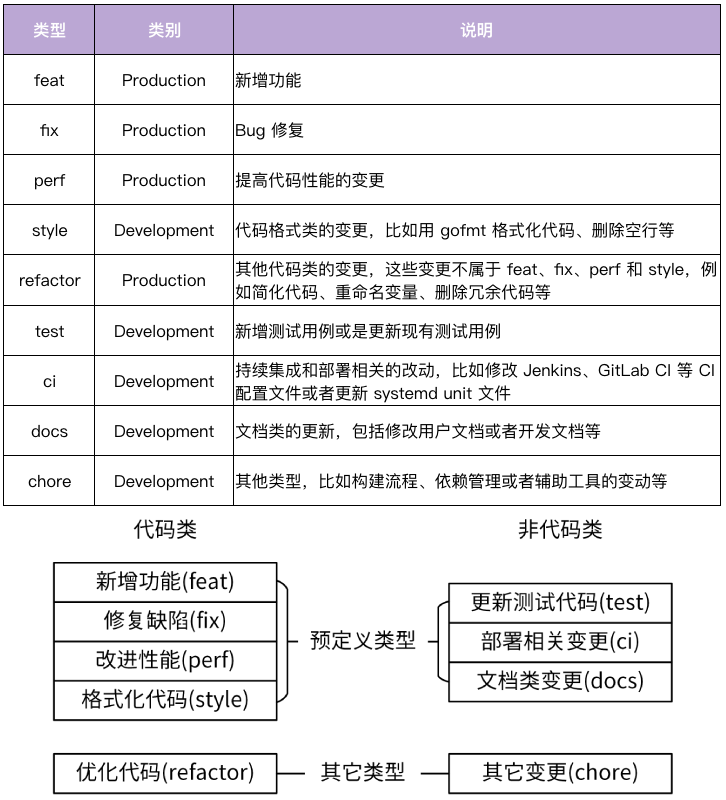 类型 类别 说明
feat Production 新增功能
fix Production Bug 修复
perf Production 提高代码性能的变更
style Development 代码格式类的变更，比如用 gofmt 格式化代码、删除空行等
refactor Production 其他代码类的变更，这些变更不属于 feat、fix、perf 和 style，例
如简化代码、重命名变量、删除冗余代码等
test Development 新增测试用例或是更新现有测试用例
ci Development 持续集成和部署相关的改动，比如修改 Jenkins、GitLab CI 等 CI
配置文件或者更新 systemd unit 文件
docs Development 文档类的更新，包括修改用户文档或者开发文档等
chore Development 其他类型，比如构建流程、依赖管理或者辅助工具的变动等
代码类 非代码类
新增功能(feat)
修复缺陷(fix)
改进性能(perf)
格式化代码(style)
预定义类型
更新测试代码(test)
部署相关变更(ci)
文档类变更(docs)
优化代码(refactor) 其它类型 其它变更(chore)